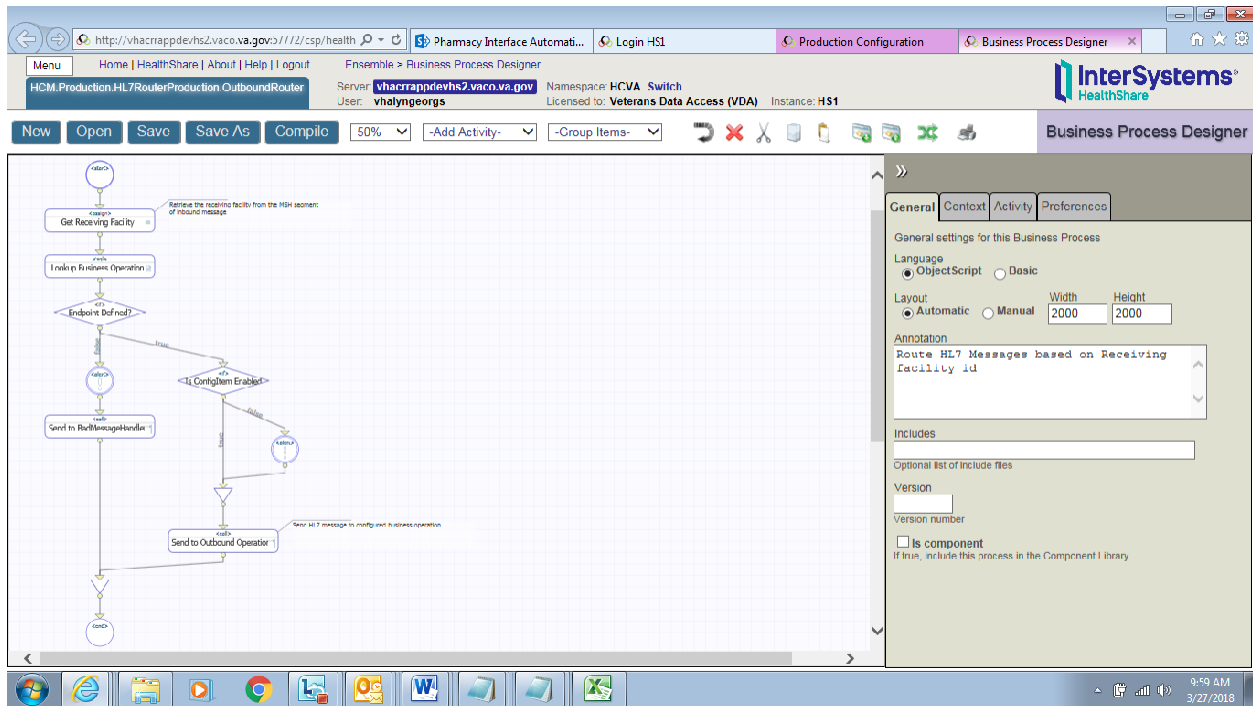 http://vhacrrappdevhs2.vaco.va.gov:57772/csp/health
Pharmacy Interface Automati...
Login HS1
Production Configuration
Business Process Designer
Menu
Home | HealthShare | About | Help | Logout
Ensemble > Business Process Designer
HCM.Production.HL7RouterProduction.OutboundRouter
Server: vhacrrappdevhs2.vaco.va.gov
Namespace: HCVA Switch
User: vhalyngeorgs
Licensed to: Veterans Data Access (VDA)
Instance: HS1
InterSystems®
HealthShare
New
Open
Save
Save As
Compile
50%
-Add Activity-
-Group Items-
Business Process Designer
<start>
<assign>
Get Receiving Facility
Retrieve the receiving facility from the MSH segment
of inbound message
Lookup Business Operation
<if>
Endpoint Defined?
false
true
<alert>
<if>
Is ConfigItem Enabled
<call>
Send to BadMessageHandler
true
false
<alert>
<call>
Send to Outbound Operation
Send HL7 message to configured business operation
<end>
General
Context
Activity
Preferences
General settings for this Business Process
Language
ObjectScript
Basic
Layout
Automatic
Manual
Width
2000
Height
2000
Annotation
Route HL7 Messages based on Receiving
facility id
Includes
Optional list of include files
Version
Version number
Is component
If true, include this process in the Component Library
9:59 AM
3/27/2018